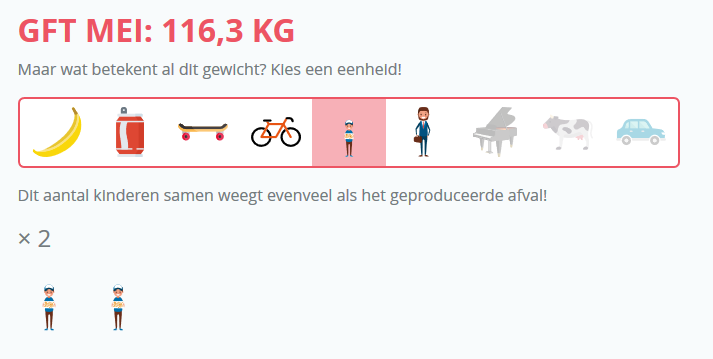 GFT MEI: 116,3 KG
Maar wat betekent al dit gewicht? Kies een eenheid!
Dit aantal kinderen samen weegt evenveel als het geproduceerde afval!
× 2